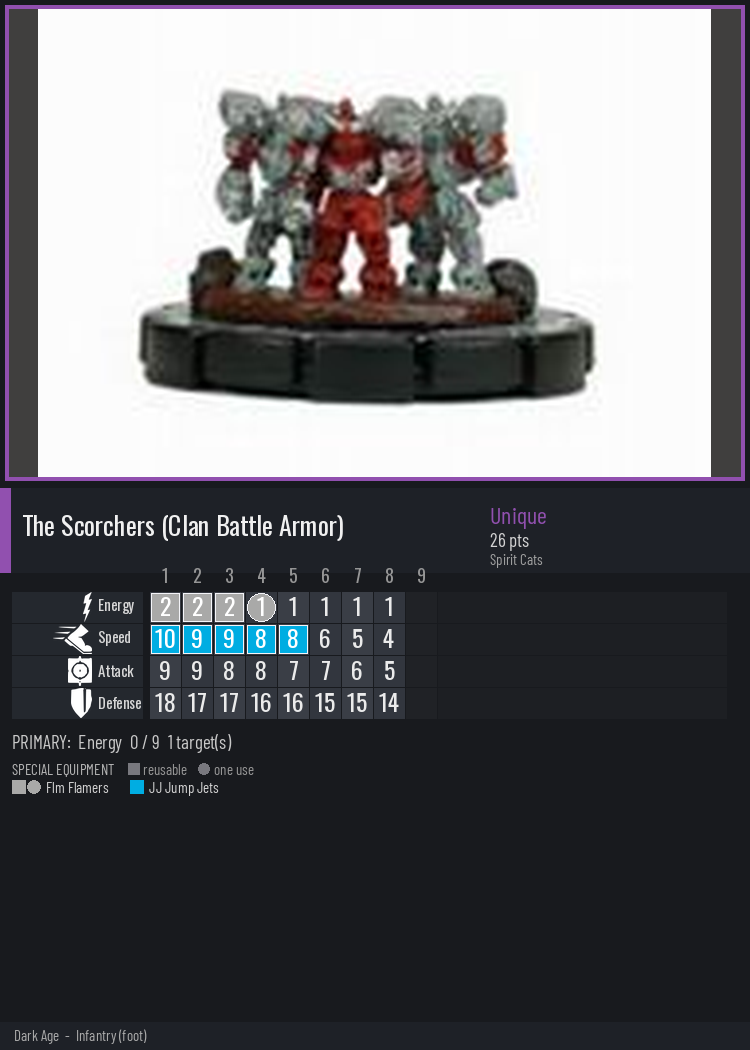 The Scorchers (Clan Battle Armor)
Unique
26 pts
Spirit Cats
1 2 3 4 5 6 7 8 9
Energy 2 2 2 1 1 1 1 1
Speed 10 9 9 8 8 6 5 4
Attack 9 9 8 8 7 7 6 5
Defense 18 17 17 16 16 15 15 14
PRIMARY: Energy 0 / 9 1 target(s)
SPECIAL EQUIPMENT reusable one use
Flm Flamers JJ Jump Jets
Dark Age - Infantry (foot)